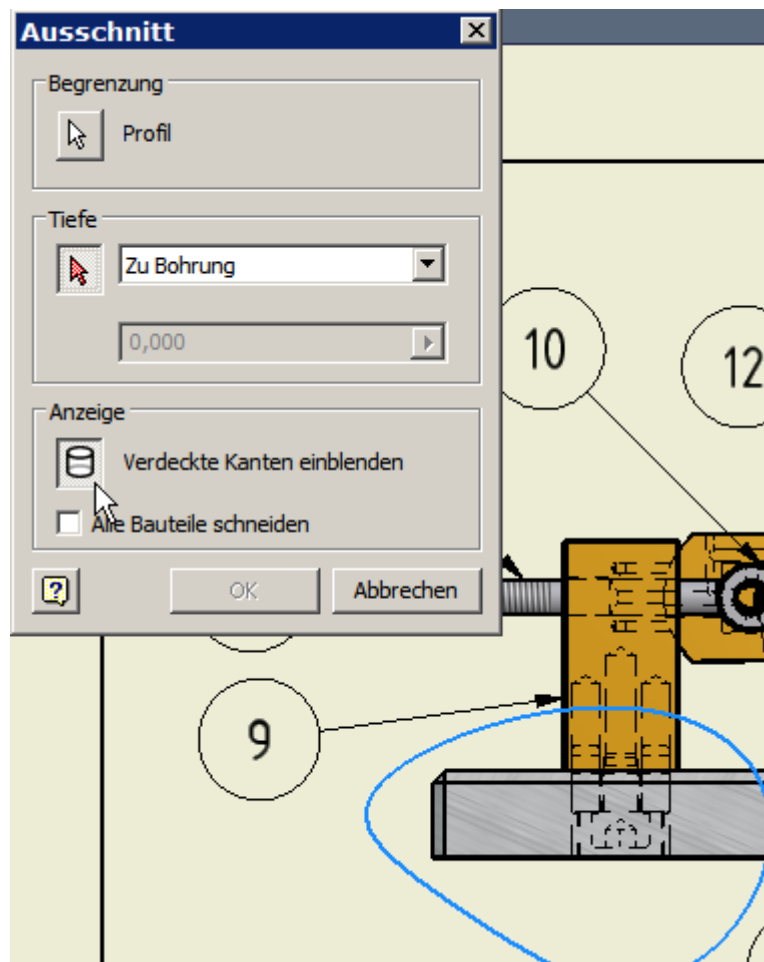 Ausschnitt
Begrenzung
Profil
Tiefe
Zu Bohrung
0,000
Anzeige
Verdeckte Kanten einblenden
Alle Bauteile schneiden
OK
Abbrechen
10
12
9